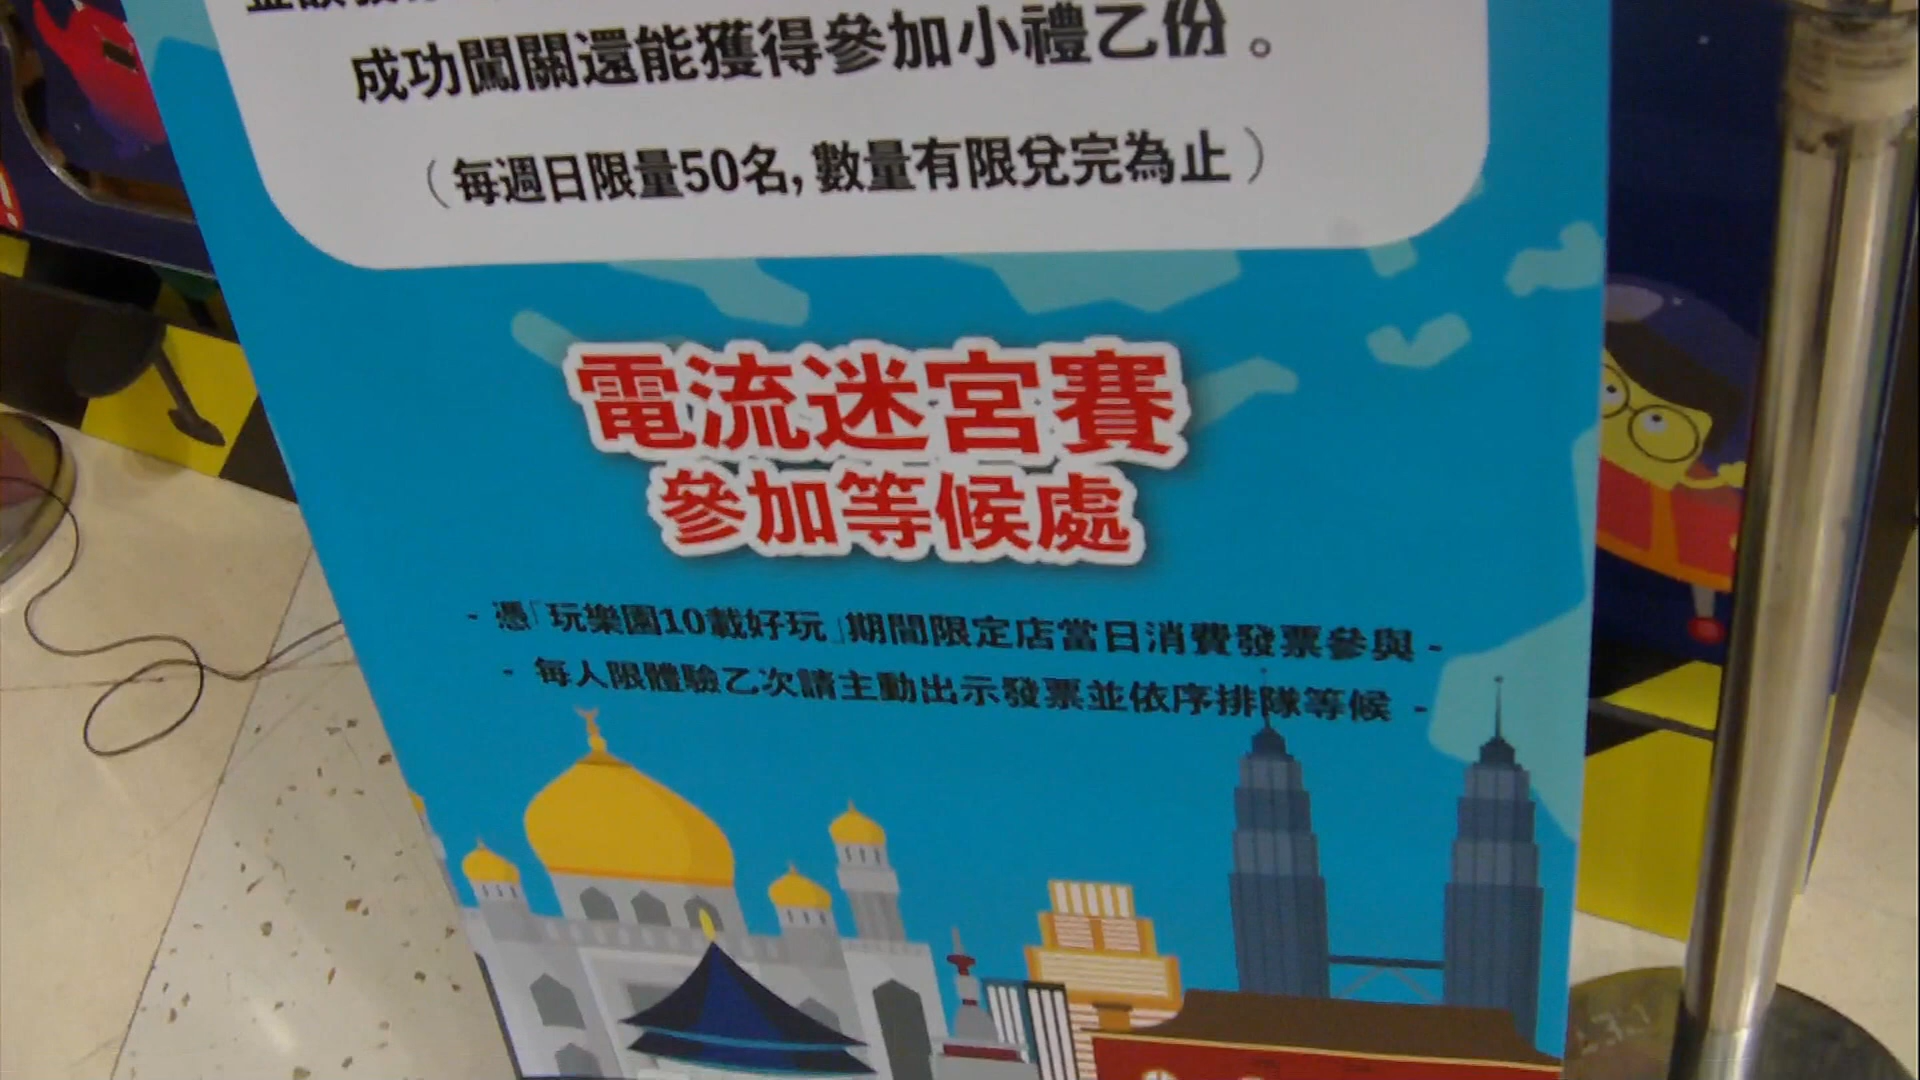 成功闖關還能獲得參加小禮乙份。
（每週日限量50名,數量有限兌完為止）
電流迷宮賽
參加等候處
- 憑「玩樂園10載好玩」期間限定店當日消費發票參與 -
- 每人限體驗乙次請主動出示發票並依序排隊等候 -